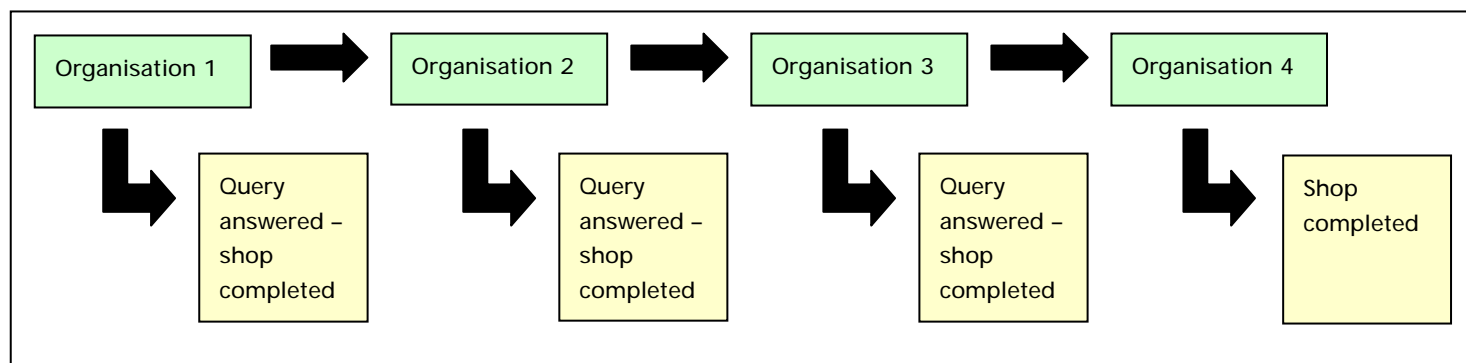 Organisation 1
Organisation 2
Organisation 3
Organisation 4
Query
answered –
shop
completed
Query
answered –
shop
completed
Query
answered –
shop
completed
Shop
completed